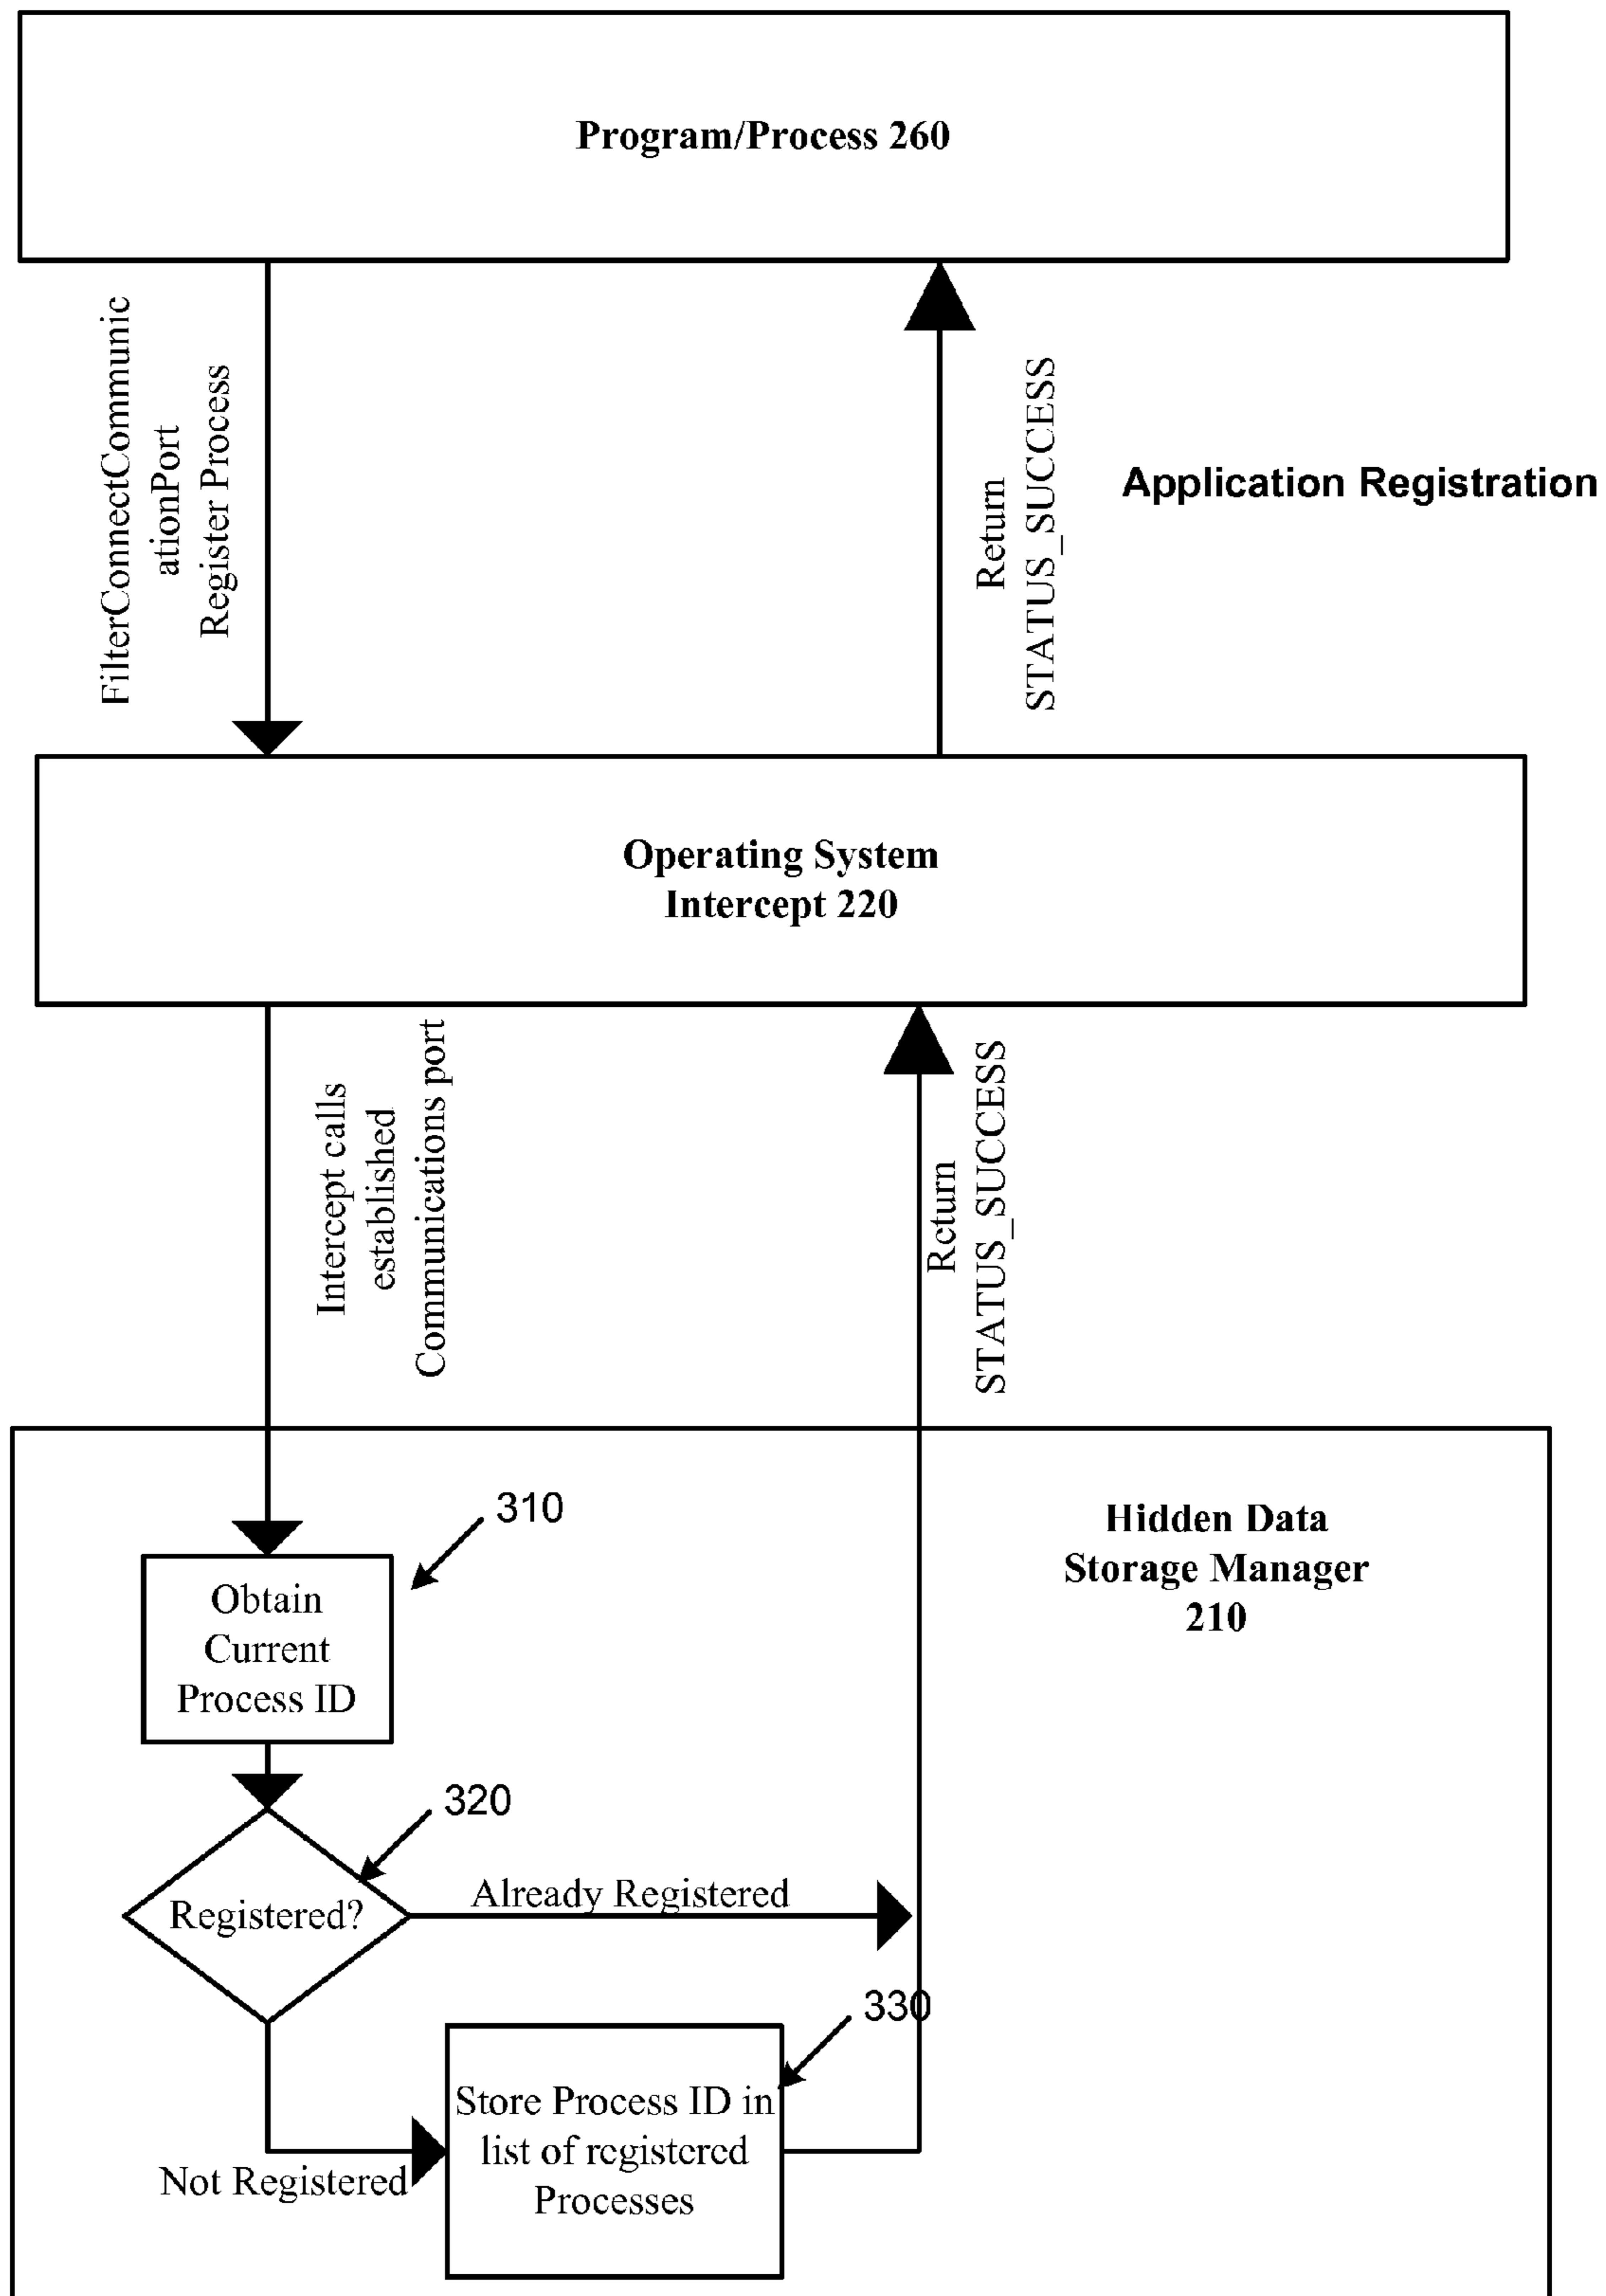 Program/Process 260
FilterConnectCommunic
ationPort
Register Process
Return
STATUS_SUCCESS
Application Registration
Operating System
Intercept 220
Intercept calls
established
Communications port
Return
STATUS_SUCCESS
Hidden Data
Storage Manager
210
310
Obtain
Current
Process ID
320
Registered?
Already Registered
330
Store Process ID in
list of registered
Processes
Not Registered